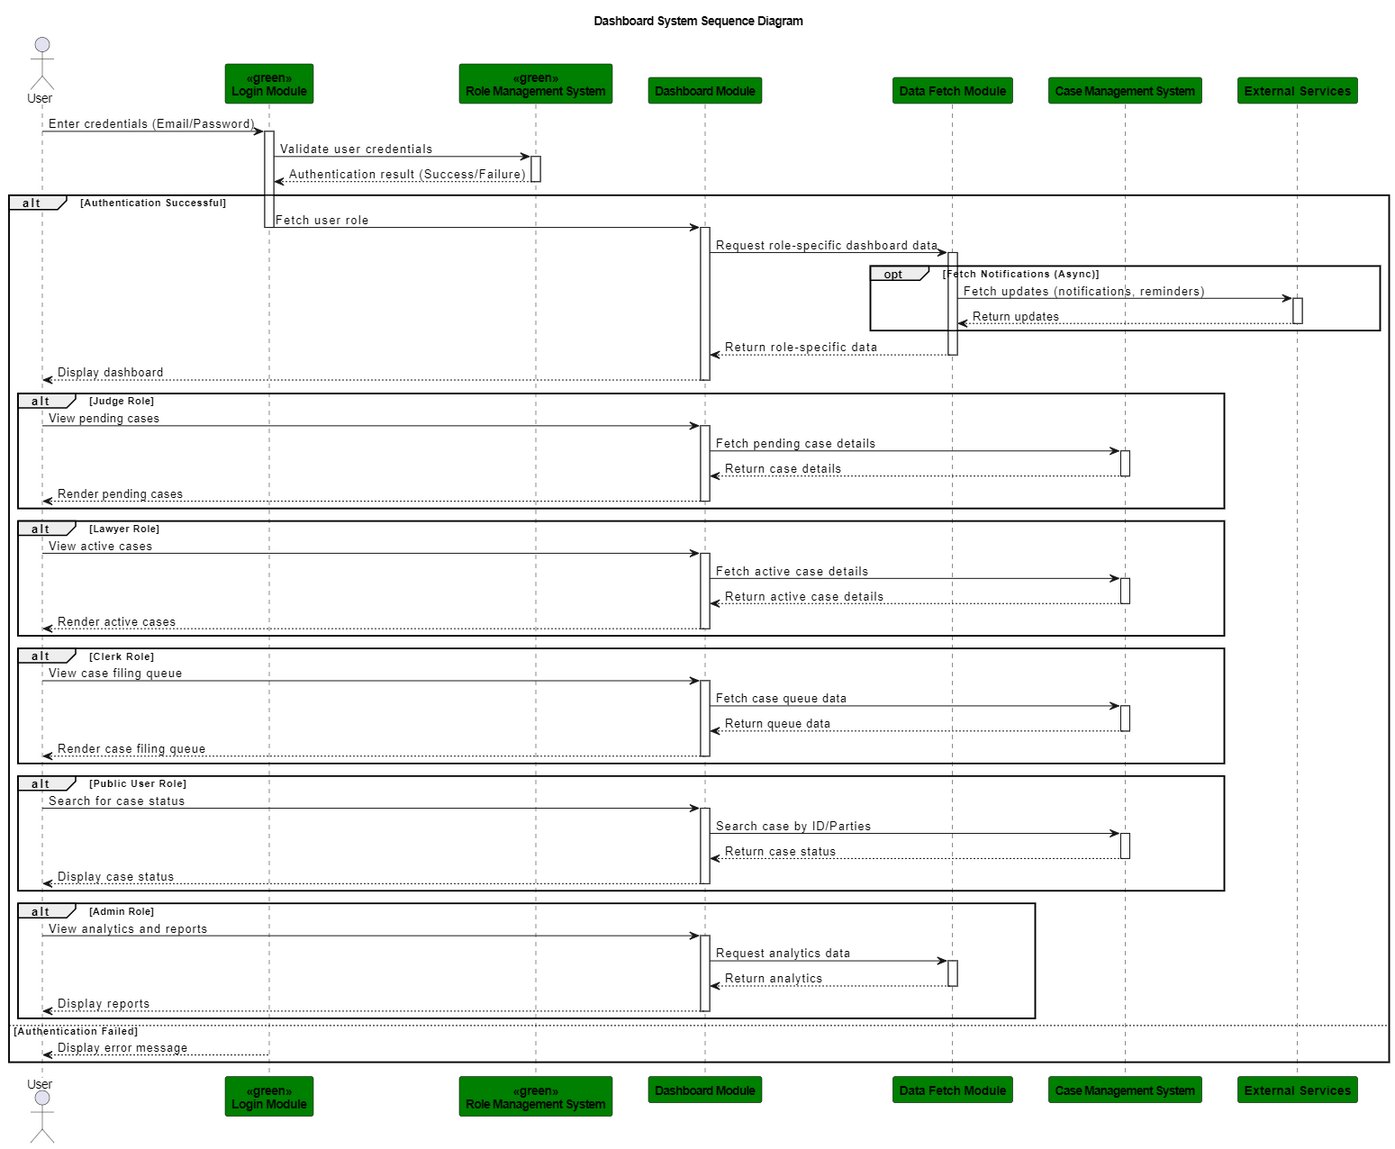 Dashboard System Sequence Diagram
User
«green»
Login Module
«green»
Role Management System
Dashboard Module
Data Fetch Module
Case Management System
External Services
Enter credentials (Email/Password)
Validate user credentials
Authentication result (Success/Failure)
alt [Authentication Successful]
Fetch user role
Request role-specific dashboard data
opt [Fetch Notifications (Async)]
Fetch updates (notifications, reminders)
Return updates
Return role-specific data
Display dashboard
alt [Judge Role]
View pending cases
Fetch pending case details
Return case details
Render pending cases
alt [Lawyer Role]
View active cases
Fetch active case details
Return active case details
Render active cases
alt [Clerk Role]
View case filing queue
Fetch case queue data
Return queue data
Render case filing queue
alt [Public User Role]
Search for case status
Search case by ID/Parties
Return case status
Display case status
alt [Admin Role]
View analytics and reports
Request analytics data
Return analytics
Display reports
[Authentication Failed]
Display error message
User
«green»
Login Module
«green»
Role Management System
Dashboard Module
Data Fetch Module
Case Management System
External Services